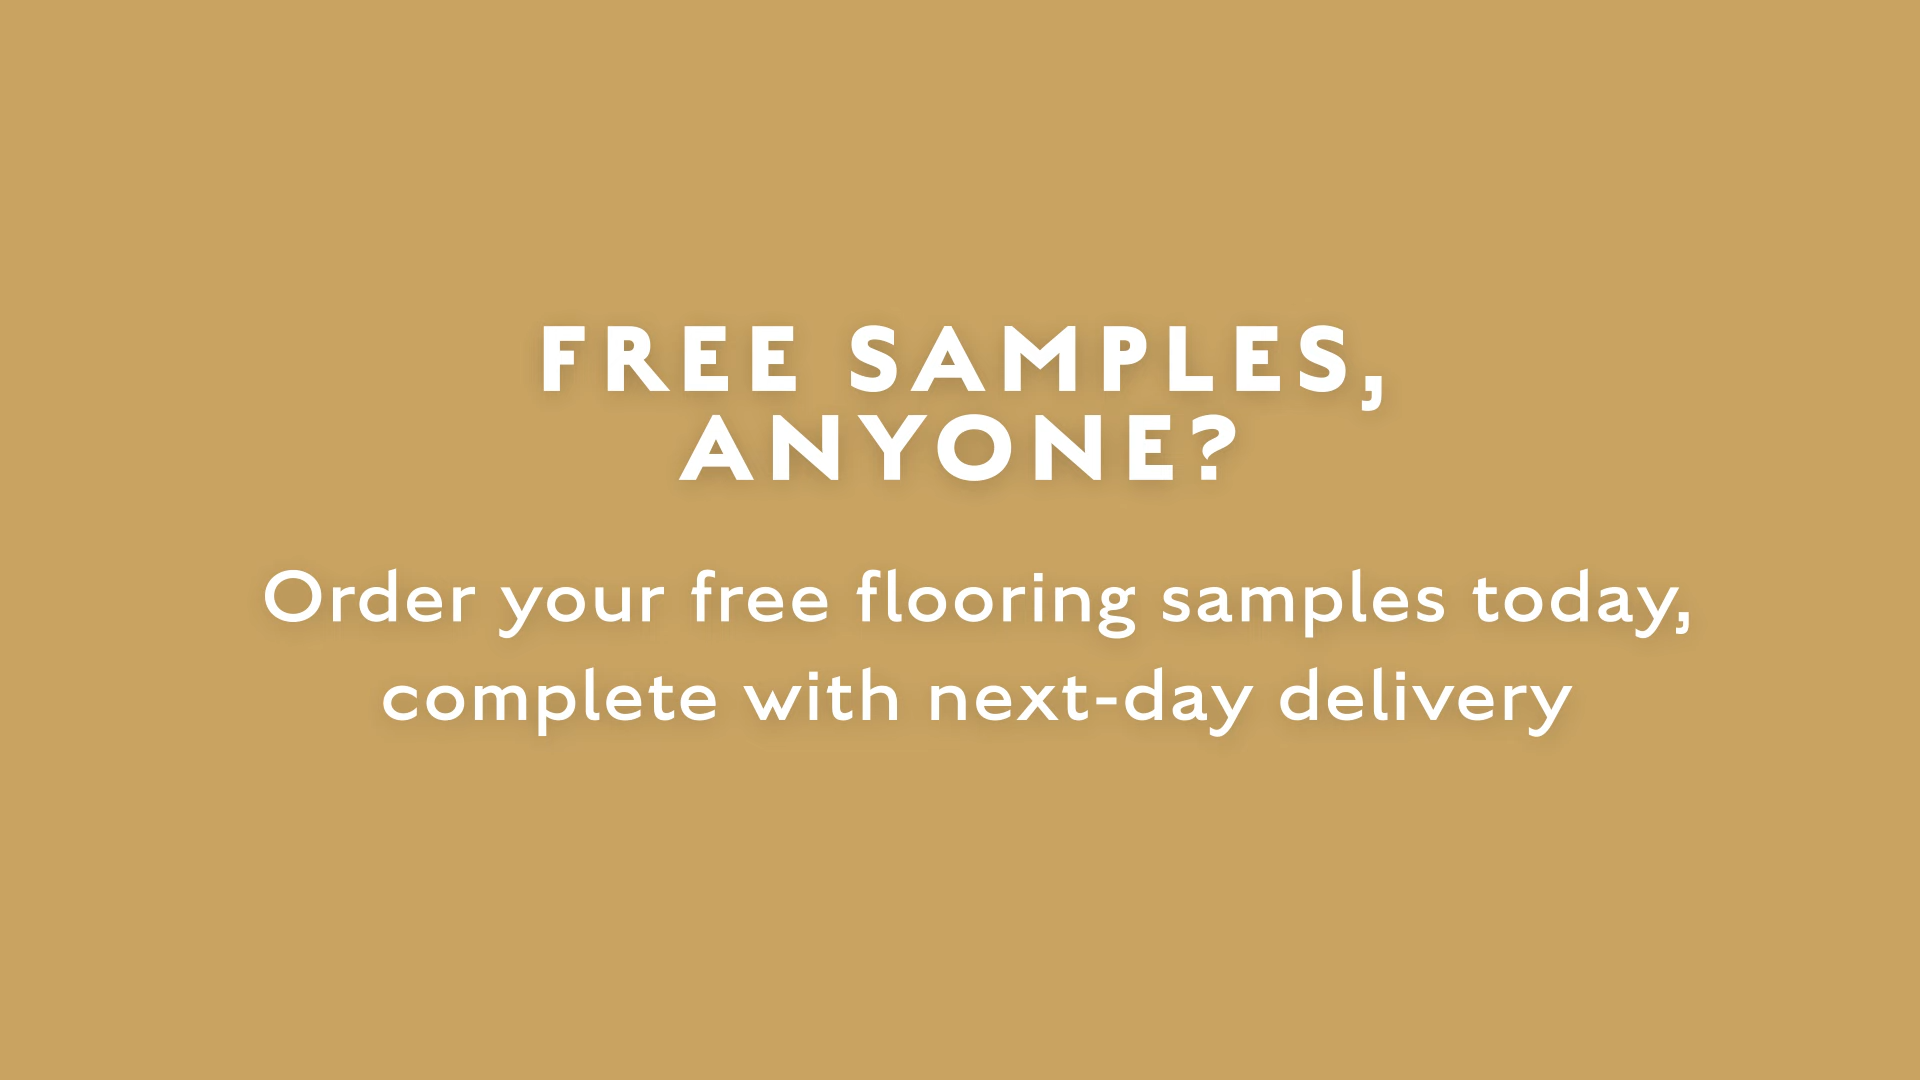 FREE SAMPLES,
ANYONE?
Order your free flooring samples today,
complete with next-day delivery